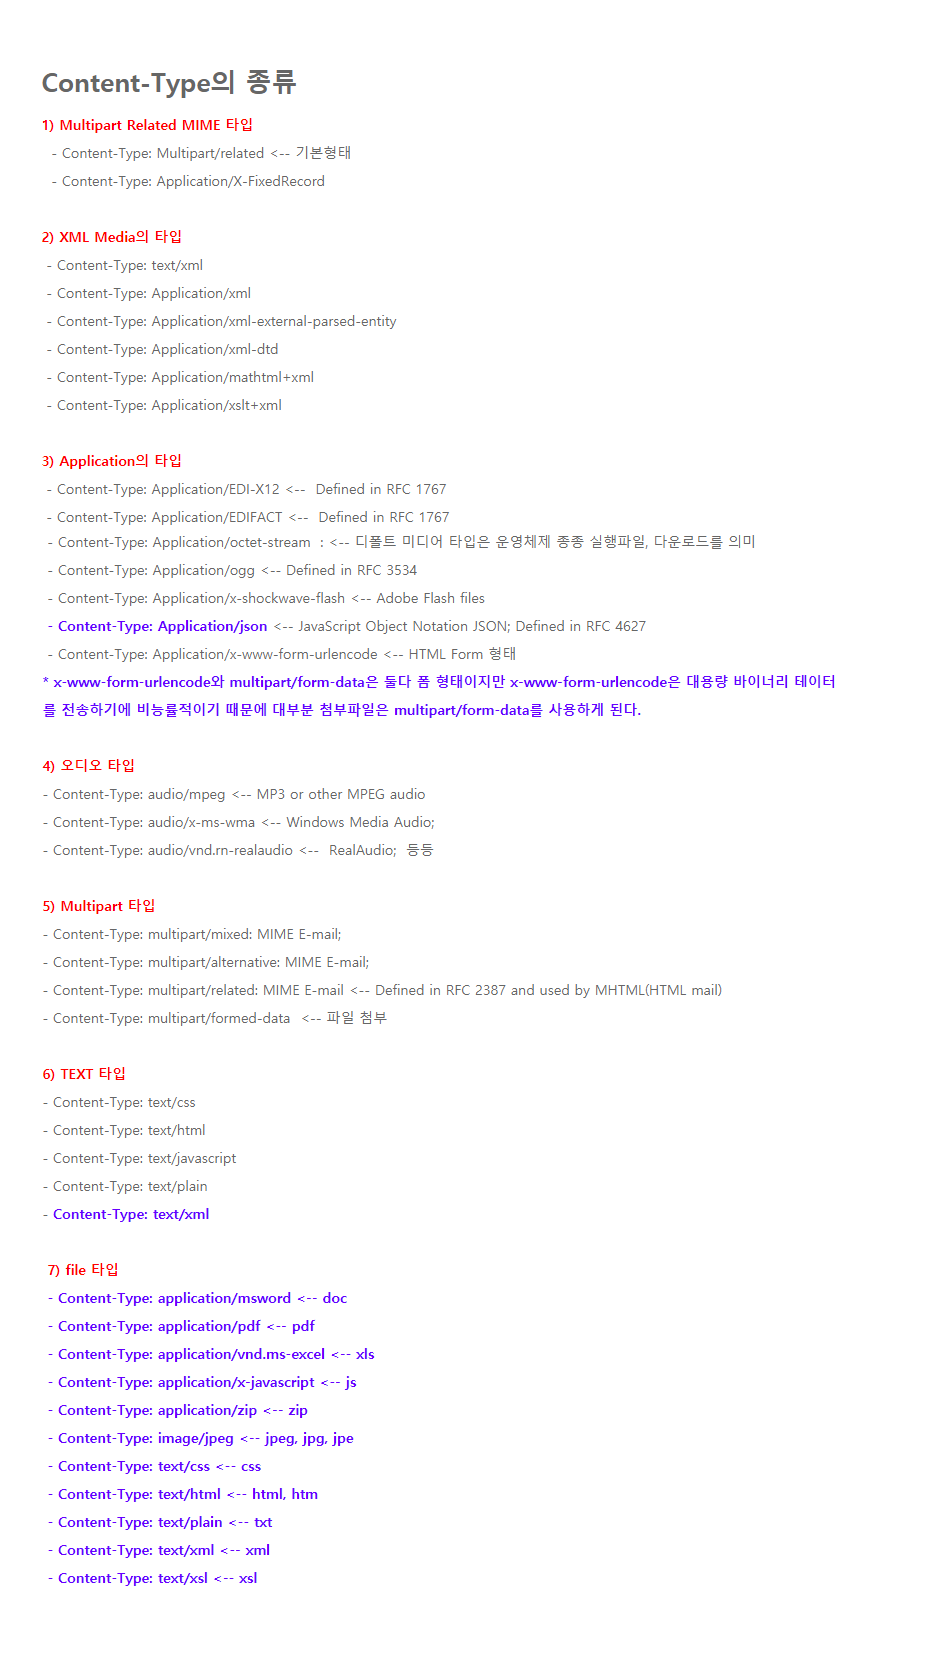 Content-Type의 종류
1) Multipart Related MIME 타입
- Content-Type: Multipart/related <-- 기본형태
- Content-Type: Application/X-FixedRecord
2) XML Media의 타입
- Content-Type: text/xml
- Content-Type: Application/xml
- Content-Type: Application/xml-external-parsed-entity
- Content-Type: Application/xml-dtd
- Content-Type: Application/mathtml+xml
- Content-Type: Application/xslt+xml
3) Application의 타입
- Content-Type: Application/EDI-X12 <--  Defined in RFC 1767
- Content-Type: Application/EDIFACT <--  Defined in RFC 1767
- Content-Type: Application/octet-stream  : <-- 디폴트 미디어 타입은 운영체제 종종 실행파일, 다운로드를 의미
- Content-Type: Application/ogg <-- Defined in RFC 3534
- Content-Type: Application/x-shockwave-flash <-- Adobe Flash files
- Content-Type: Application/json <-- JavaScript Object Notation JSON; Defined in RFC 4627
- Content-Type: Application/x-www-form-urlencode <-- HTML Form 형태
* x-www-form-urlencode와 multipart/form-data은 둘다 폼 형태이지만 x-www-form-urlencode은 대용량 바이너리 테이터
를 전송하기에 비능률적이기 때문에 대부분 첨부파일은 multipart/form-data를 사용하게 된다.
4) 오디오 타입
- Content-Type: audio/mpeg <-- MP3 or other MPEG audio
- Content-Type: audio/x-ms-wma <-- Windows Media Audio;
- Content-Type: audio/vnd.rn-realaudio <--  RealAudio;  등등
5) Multipart 타입
- Content-Type: multipart/mixed: MIME E-mail;
- Content-Type: multipart/alternative: MIME E-mail;
- Content-Type: multipart/related: MIME E-mail <-- Defined in RFC 2387 and used by MHTML(HTML mail)
- Content-Type: multipart/formed-data  <-- 파일 첨부
6) TEXT 타입
- Content-Type: text/css
- Content-Type: text/html
- Content-Type: text/javascript
- Content-Type: text/plain
- Content-Type: text/xml
7) file 타입
- Content-Type: application/msword <-- doc
- Content-Type: application/pdf <-- pdf
- Content-Type: application/vnd.ms-excel <-- xls
- Content-Type: application/x-javascript <-- js
- Content-Type: application/zip <-- zip
- Content-Type: image/jpeg <-- jpeg, jpg, jpe
- Content-Type: text/css <-- css
- Content-Type: text/html <-- html, htm
- Content-Type: text/plain <-- txt
- Content-Type: text/xml <-- xml
- Content-Type: text/xsl <-- xsl